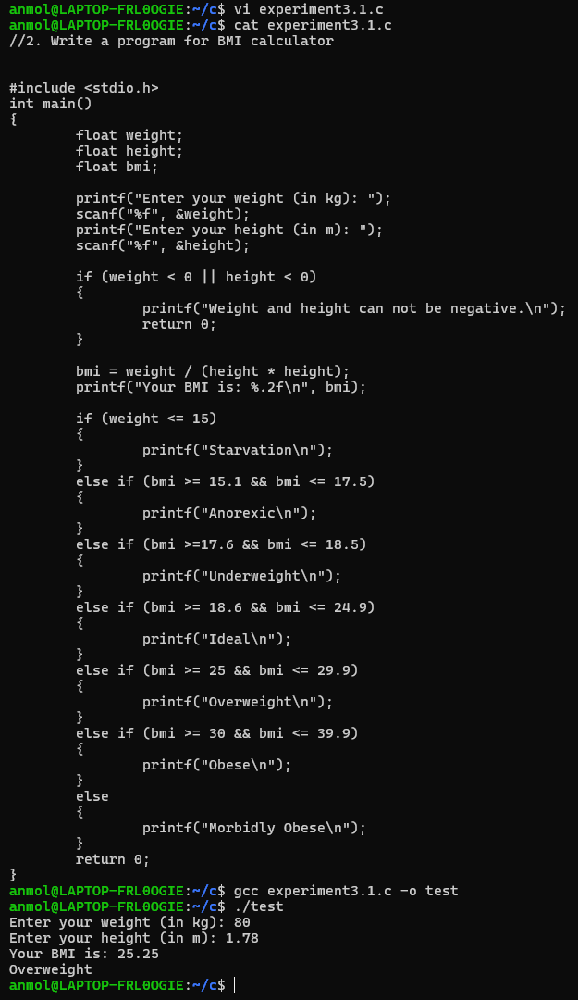 anmol@LAPTOP-FRL0OGIE:~/c$ vi experiment3.1.c
anmol@LAPTOP-FRL0OGIE:~/c$ cat experiment3.1.c
//2. Write a program for BMI calculator


#include <stdio.h>
int main()
{
        float weight;
        float height;
        float bmi;

        printf("Enter your weight (in kg): ");
        scanf("%f", &weight);
        printf("Enter your height (in m): ");
        scanf("%f", &height);

        if (weight < 0 || height < 0)
        {
                printf("Weight and height can not be negative.\n");
                return 0;
        }

        bmi = weight / (height * height);
        printf("Your BMI is: %.2f\n", bmi);

        if (weight <= 15)
        {
                printf("Starvation\n");
        }
        else if (bmi >= 15.1 && bmi <= 17.5)
        {
                printf("Anorexic\n");
        }
        else if (bmi >=17.6 && bmi <= 18.5)
        {
                printf("Underweight\n");
        }
        else if (bmi >= 18.6 && bmi <= 24.9)
        {
                printf("Ideal\n");
        }
        else if (bmi >= 25 && bmi <= 29.9)
        {
                printf("Overweight\n");
        }
        else if (bmi >= 30 && bmi <= 39.9)
        {
                printf("Obese\n");
        }
        else
        {
                printf("Morbidly Obese\n");
        }
        return 0;
}
anmol@LAPTOP-FRL0OGIE:~/c$ gcc experiment3.1.c -o test
anmol@LAPTOP-FRL0OGIE:~/c$ ./test
Enter your weight (in kg): 80
Enter your height (in m): 1.78
Your BMI is: 25.25
Overweight
anmol@LAPTOP-FRL0OGIE:~/c$